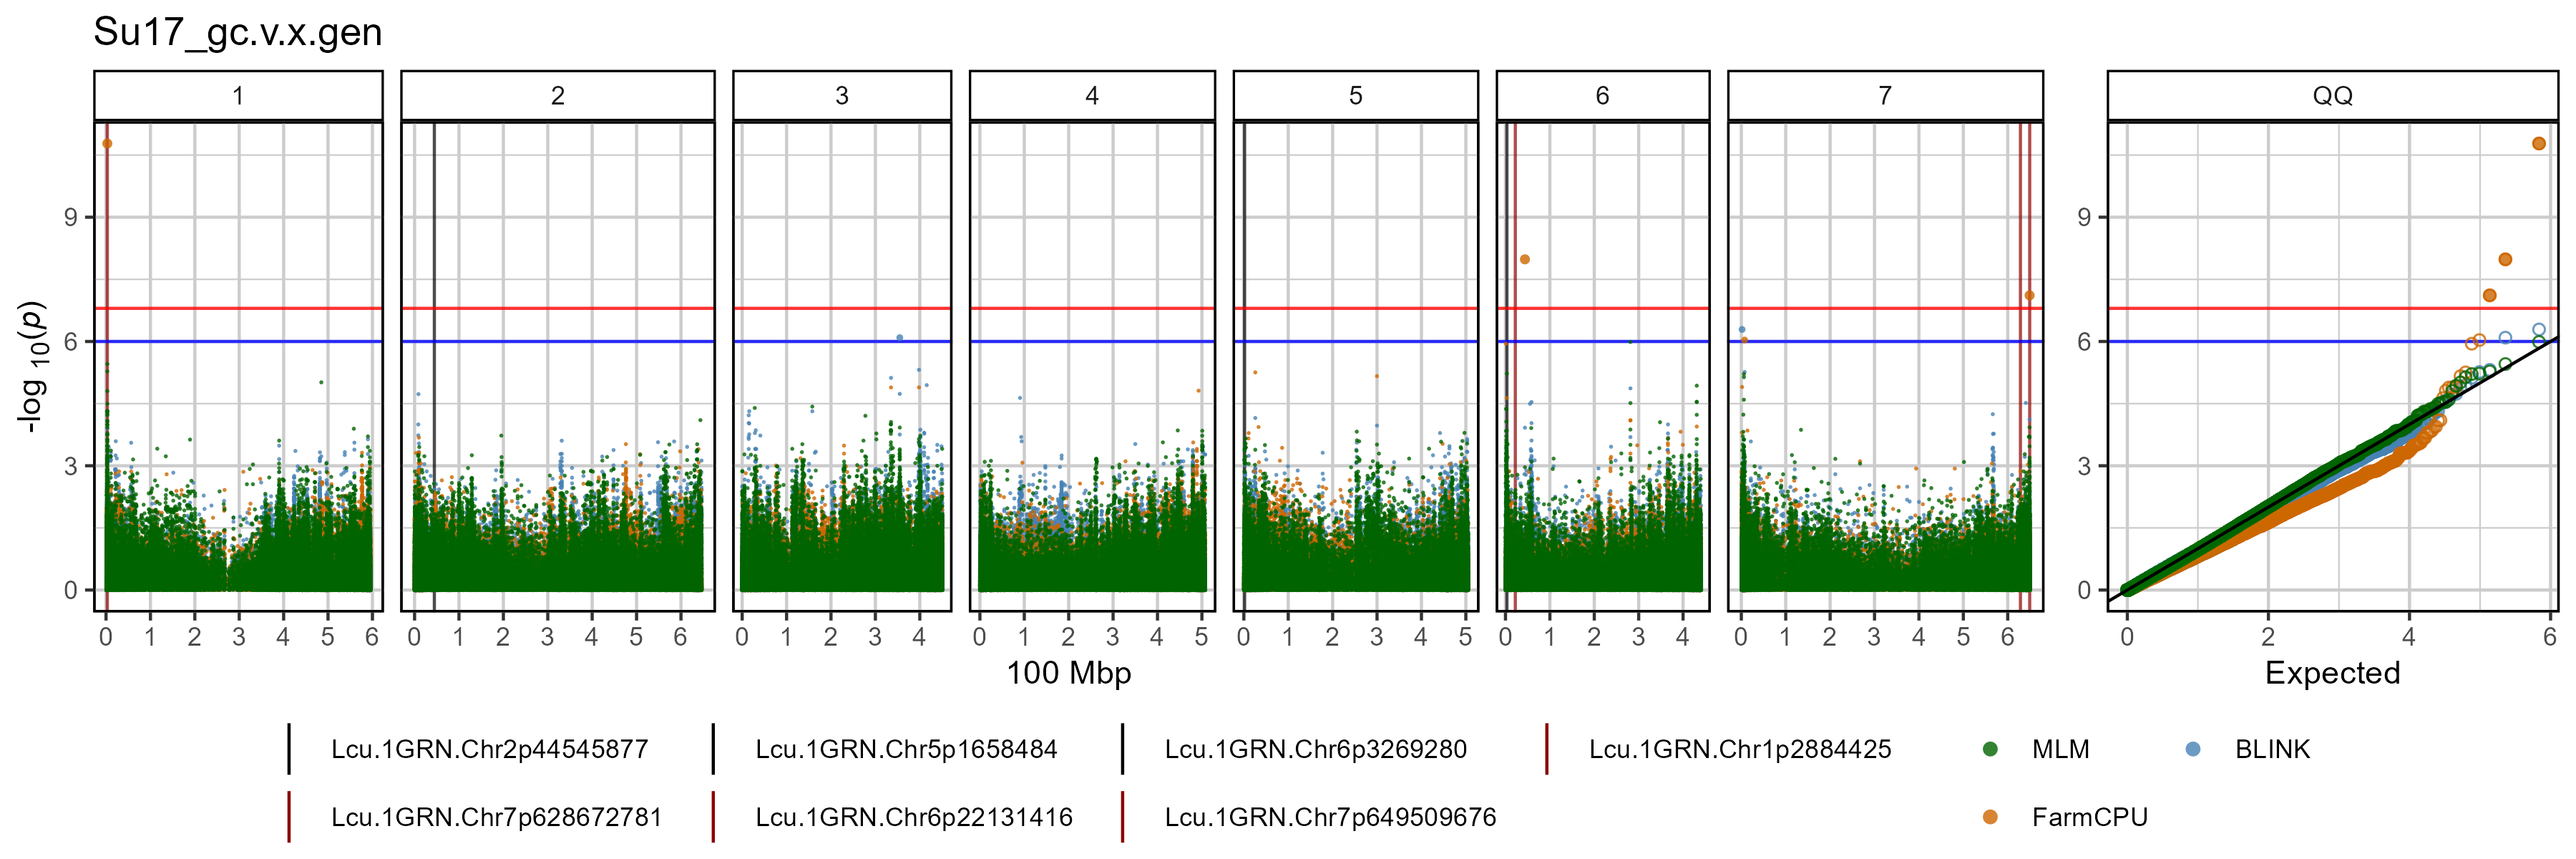 Su17_gc.v.x.gen
1 2 3 4 5 6 7 QQ
9 9
6 6
3 3
0 0
0 1 2 3 4 5 6 0 1 2 3 4 5 6 0 1 2 3 4 0 1 2 3 4 5 0 1 2 3 4 5 0 1 2 3 4 0 1 2 3 4 5 6 0 2 4 6
-log 10(p)
100 Mbp Expected
Lcu.1GRN.Chr2p44545877 Lcu.1GRN.Chr5p1658484 Lcu.1GRN.Chr6p3269280 Lcu.1GRN.Chr1p2884425 MLM BLINK
Lcu.1GRN.Chr7p628672781 Lcu.1GRN.Chr6p22131416 Lcu.1GRN.Chr7p649509676 FarmCPU